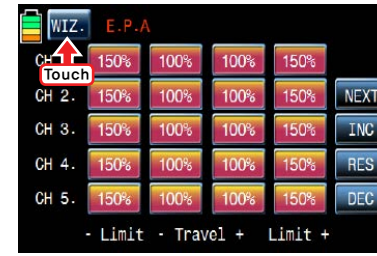 WIZ. E.P.A
CH 150% 100% 100% 150%
Touch
CH 2. 150% 100% 100% 150% NEXT
CH 3. 150% 100% 100% 150% INC
CH 4. 150% 100% 100% 150% RES
CH 5. 150% 100% 100% 150% DEC
- Limit - Trav + Limit +